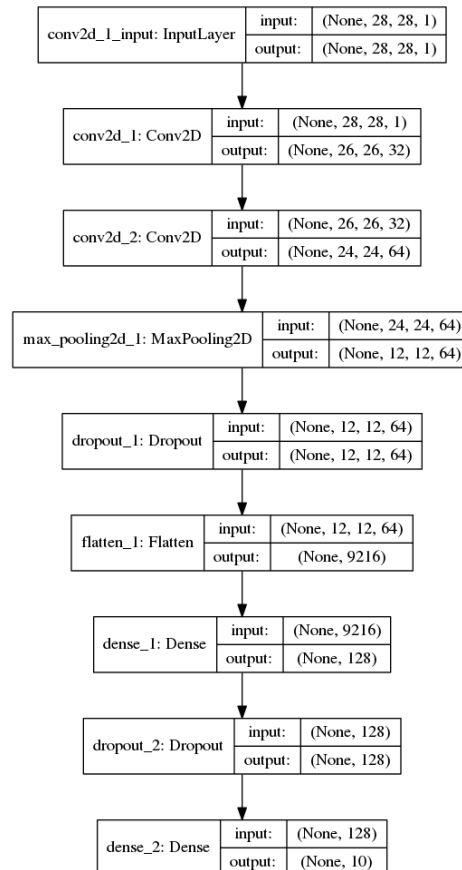 conv2d_1_input: InputLayer
input: (None, 28, 28, 1)
output: (None, 28, 28, 1)
conv2d_1: Conv2D
input: (None, 28, 28, 1)
output: (None, 26, 26, 32)
conv2d_2: Conv2D
input: (None, 26, 26, 32)
output: (None, 24, 24, 64)
max_pooling2d_1: MaxPooling2D
input: (None, 24, 24, 64)
output: (None, 12, 12, 64)
dropout_1: Dropout
input: (None, 12, 12, 64)
output: (None, 12, 12, 64)
flatten_1: Flatten
input: (None, 12, 12, 64)
output: (None, 9216)
dense_1: Dense
input: (None, 9216)
output: (None, 128)
dropout_2: Dropout
input: (None, 128)
output: (None, 128)
dense_2: Dense
input: (None, 128)
output: (None, 10)